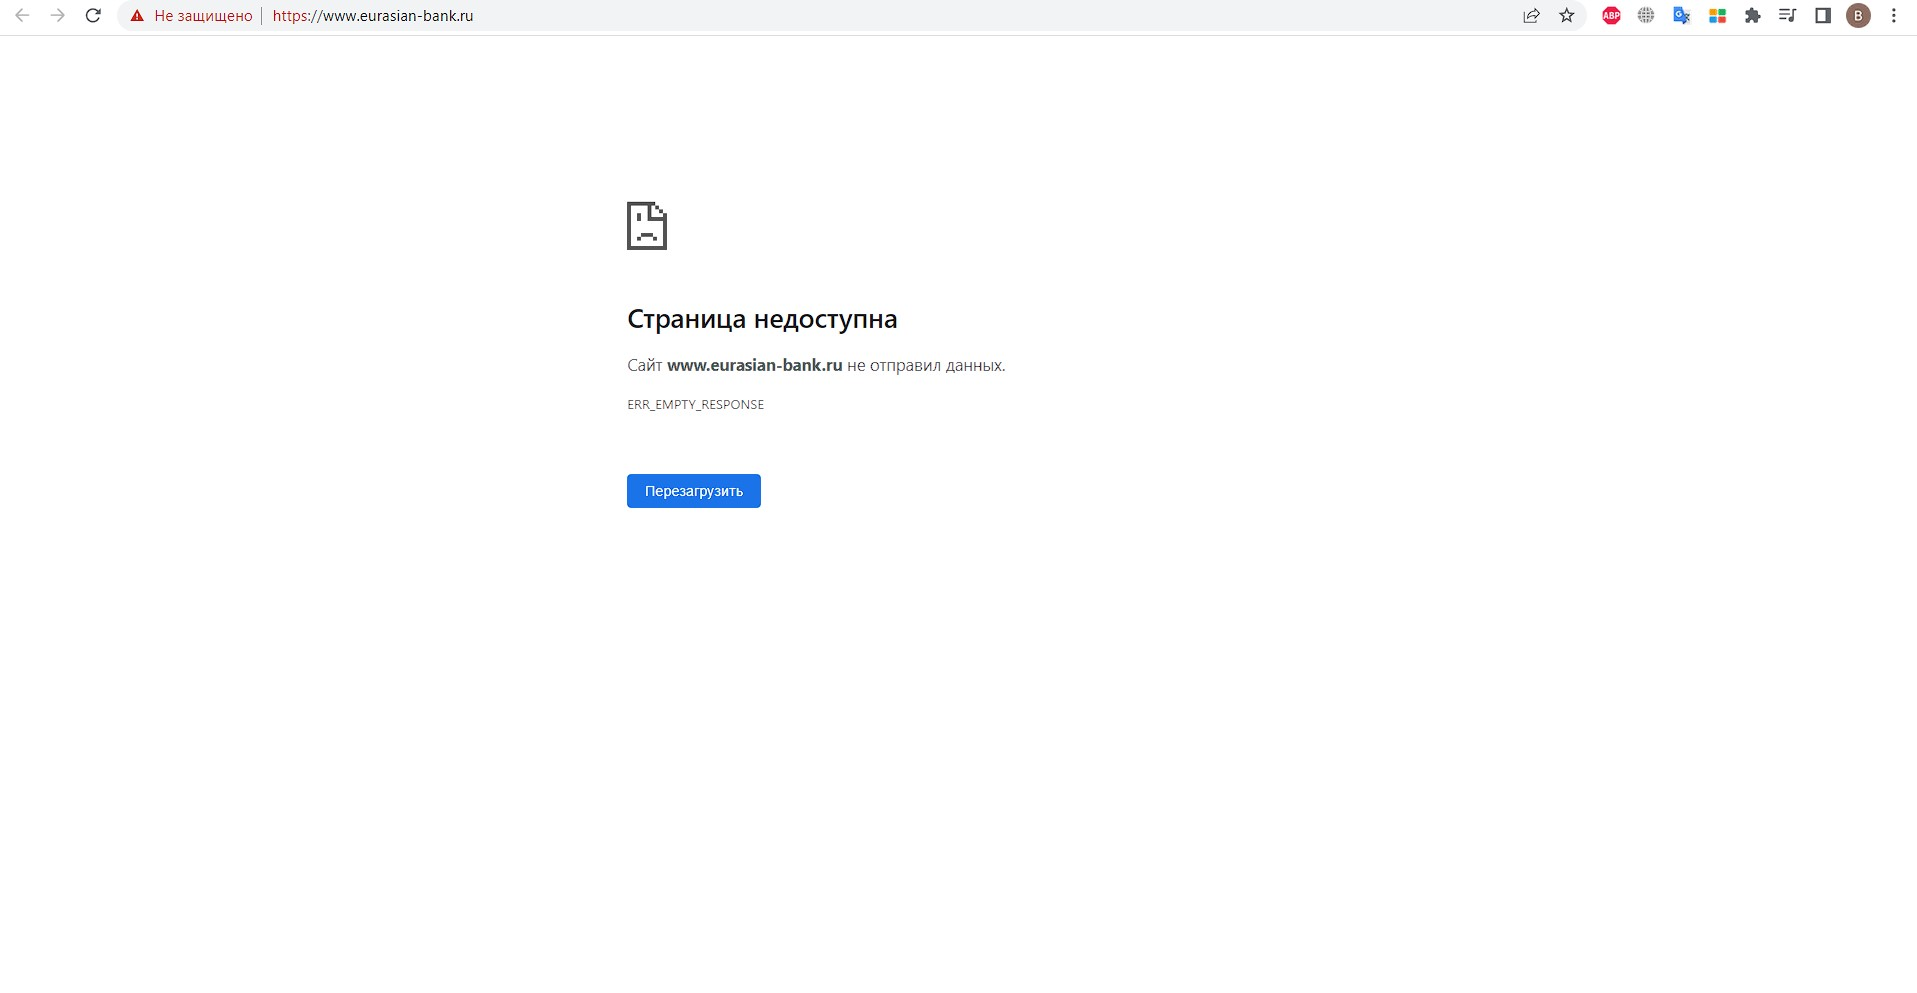 Не защищено | https://www.eurasian-bank.ru
ABP
G
B
Страница недоступна
Сайт www.eurasian-bank.ru не отправил данных.
ERR_EMPTY_RESPONSE
Перезагрузить